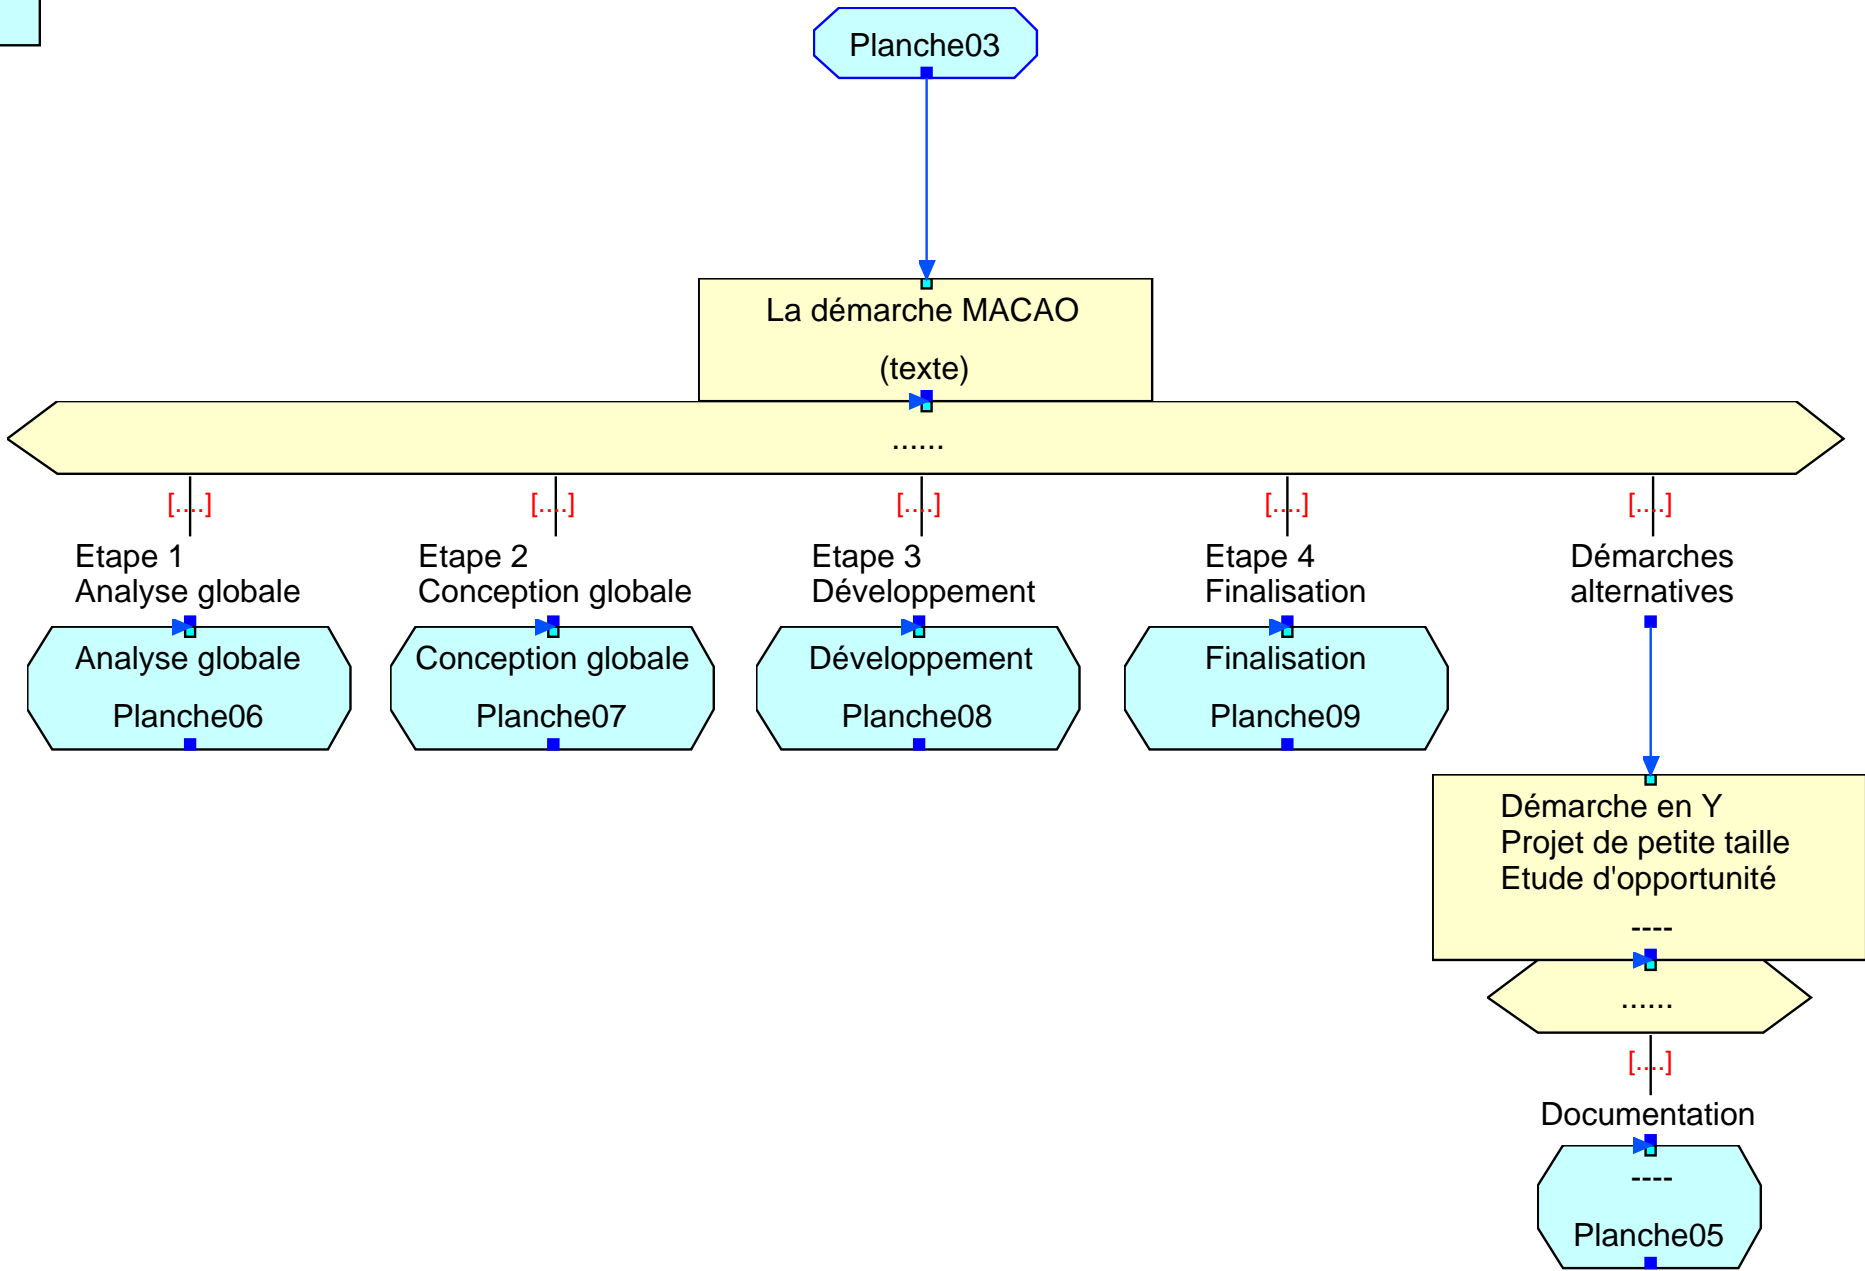 Planche03
La démarche MACAO
(texte)
......
[....]
[....]
[....]
[....]
[....]
Etape 1
Analyse globale
Etape 2
Conception globale
Etape 3
Développement
Etape 4
Finalisation
Démarches
alternatives
Analyse globale
Planche06
Conception globale
Planche07
Développement
Planche08
Finalisation
Planche09
Démarche en Y
Projet de petite taille
Etude d'opportunité
----
......
[....]
Documentation
----
Planche05